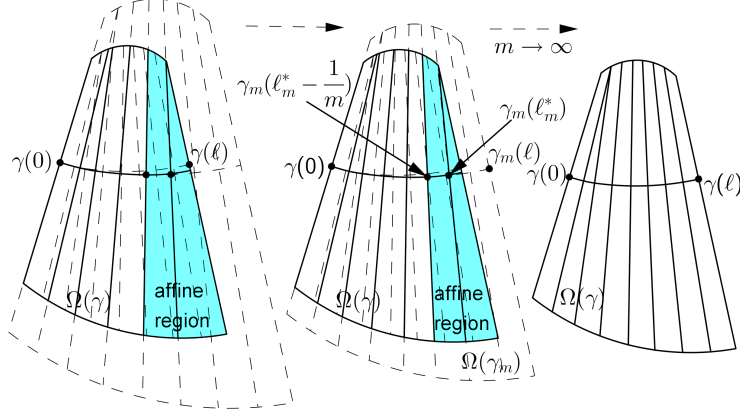 m → ∞
γ_m(ℓ*_m − 1/m)
γ_m(ℓ*_m)
γ(0)
γ(ℓ)
γ(0)
γ_m(ℓ)
γ(0)
γ(ℓ)
Ω(γ)
affine
region
Ω(γ)
affine
region
Ω(γ_m)
Ω(γ)